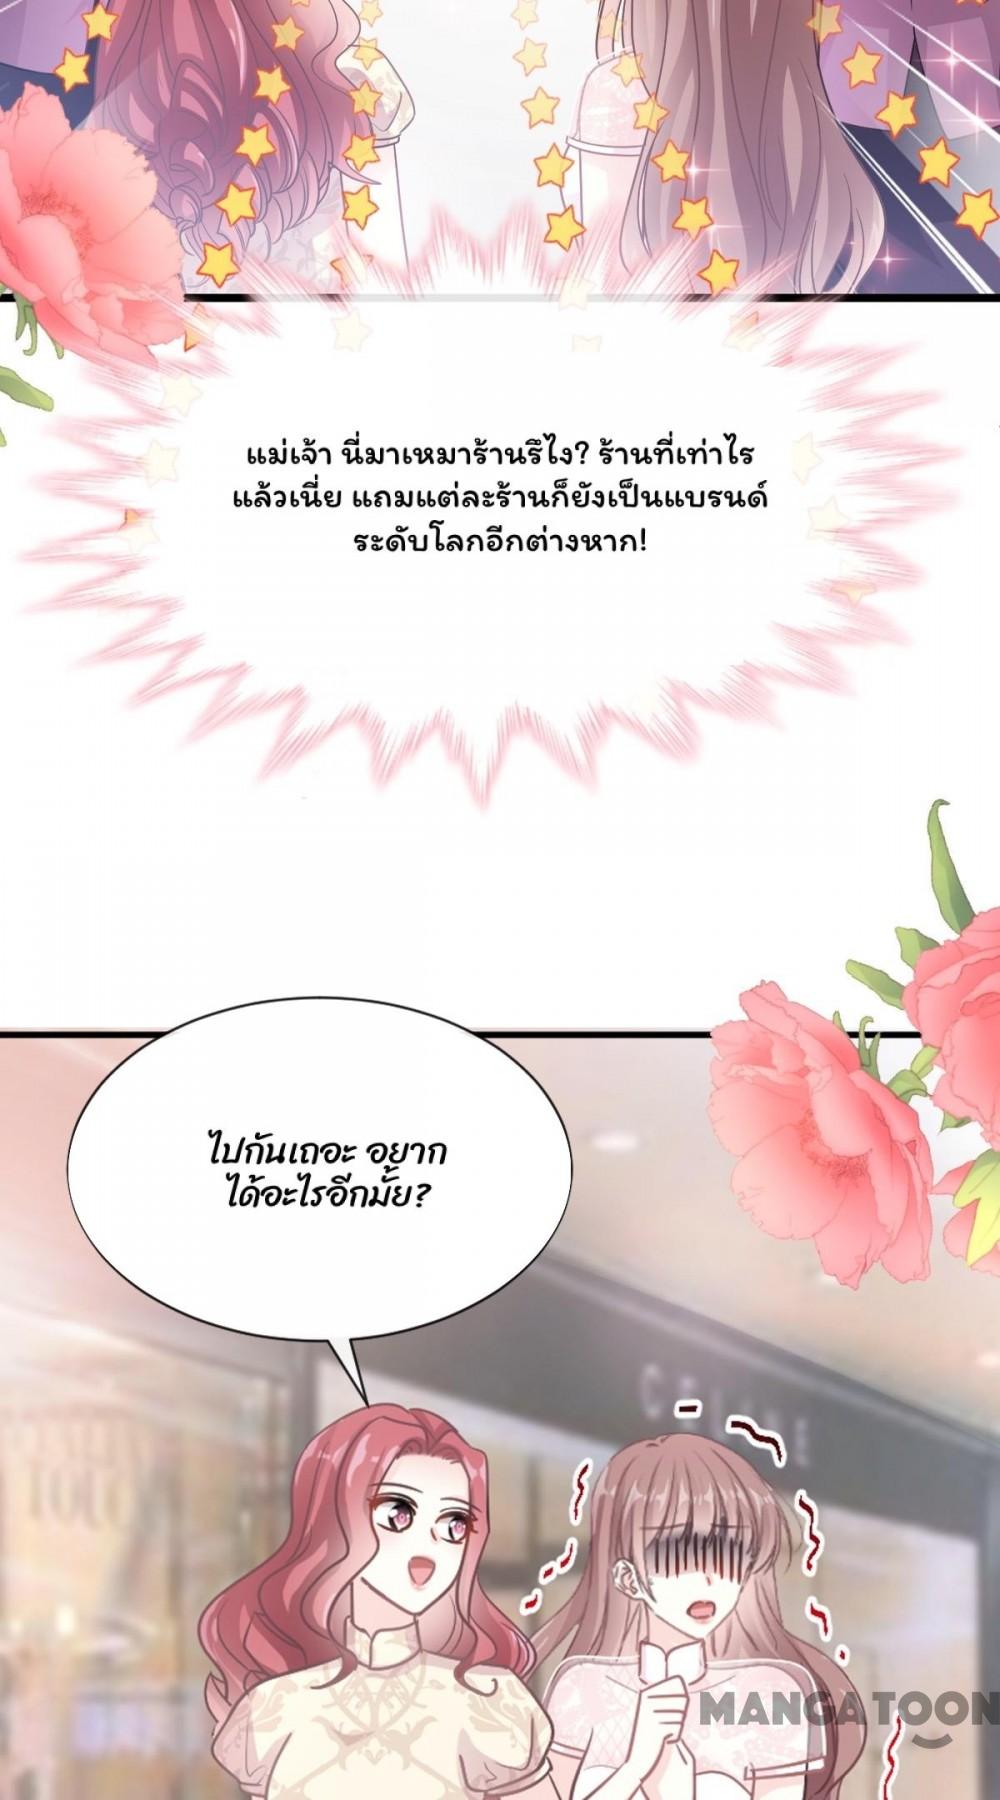 แม่เจ้า นี่มาเหมาร้านรึไง? ร้านที่เท่าไร
แล้วเนี่ย แถมแต่ละร้านก็ยังเป็นแบรนด์
ระดับโลกอีกต่างหาก!
ไปกันเถอะ อยาก
ได้อะไรอีกมั้ย?
MANGATOON